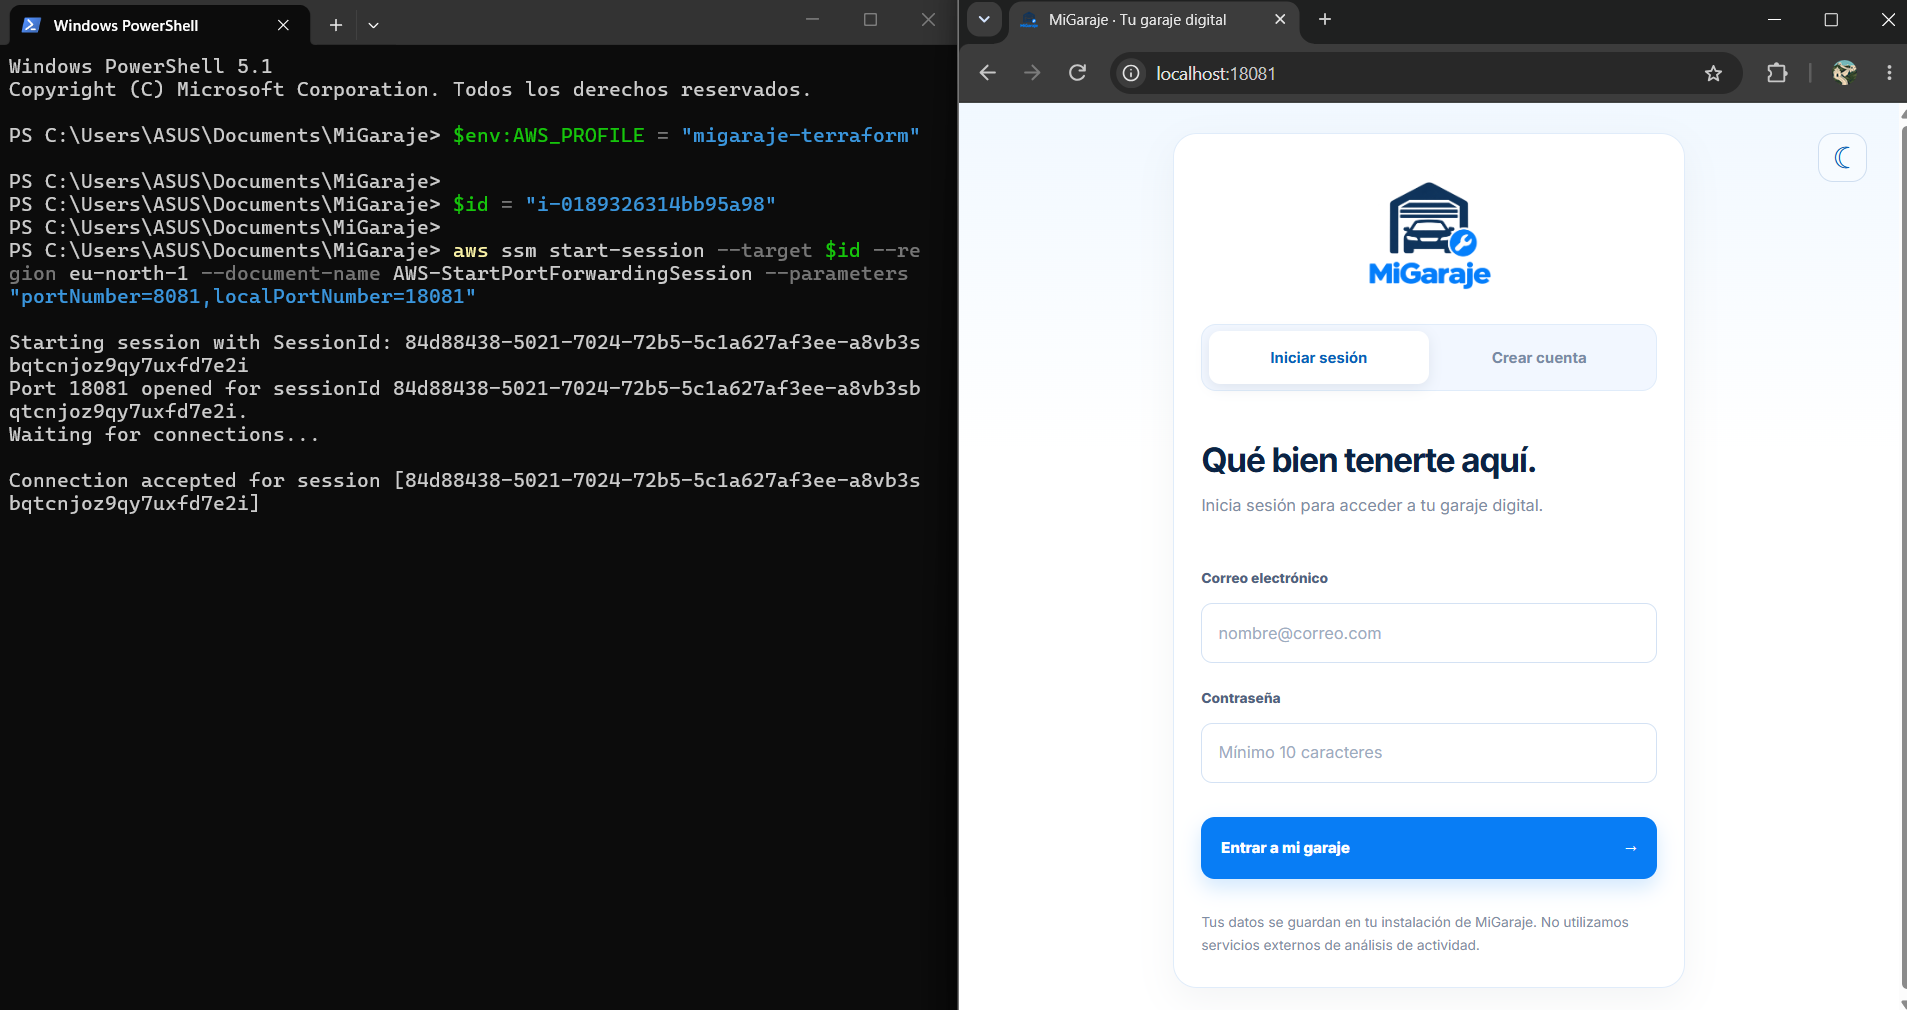 Windows PowerShell
Windows PowerShell 5.1
Copyright (C) Microsoft Corporation. Todos los derechos reservados.
PS C:\Users\ASUS\Documents\MiGaraje> $env:AWS_PROFILE = "migaraje-terraform"
PS C:\Users\ASUS\Documents\MiGaraje>
PS C:\Users\ASUS\Documents\MiGaraje> $id = "i-0189326314bb95a98"
PS C:\Users\ASUS\Documents\MiGaraje>
PS C:\Users\ASUS\Documents\MiGaraje> aws ssm start-session --target $id --re
gion eu-north-1 --document-name AWS-StartPortForwardingSession --parameters
"portNumber=8081,localPortNumber=18081"
Starting session with SessionId: 84d88438-5021-7024-72b5-5c1a627af3ee-a8vb3s
bqtcnjoz9qy7uxfd7e2i
Port 18081 opened for sessionId 84d88438-5021-7024-72b5-5c1a627af3ee-a8vb3sb
qtcnjoz9qy7uxfd7e2i.
Waiting for connections...
Connection accepted for session [84d88438-5021-7024-72b5-5c1a627af3ee-a8vb3s
bqtcnjoz9qy7uxfd7e2i]
MiGaraje · Tu garaje digital
localhost:18081
MiGaraje
Iniciar sesión
Crear cuenta
Qué bien tenerte aquí.
Inicia sesión para acceder a tu garaje digital.
Correo electrónico
nombre@correo.com
Contraseña
Mínimo 10 caracteres
Entrar a mi garaje →
Tus datos se guardan en tu instalación de MiGaraje. No utilizamos
servicios externos de análisis de actividad.